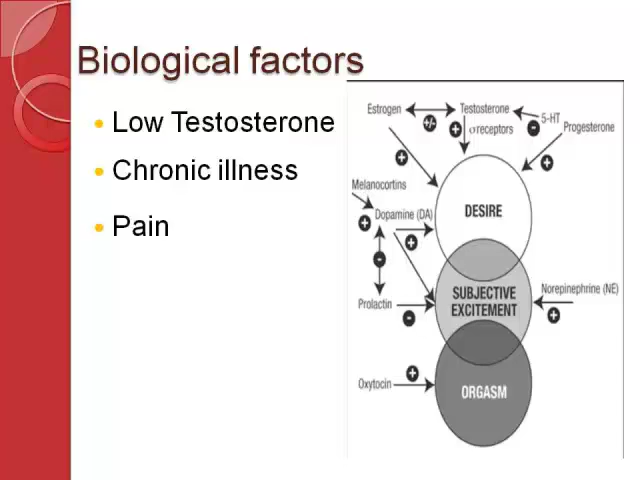 Biological factors
• Low Testosterone
• Chronic illness
• Pain
Estrogen
+/-
Testosterone
+
σreceptors
-
5-HT
Progesterone
+
+
Melanocortins
+
Dopamine (DA)
+
DESIRE
-
Prolactin
-
SUBJECTIVE
EXCITEMENT
Norepinephrine (NE)
+
Oxytocin
+
ORGASM